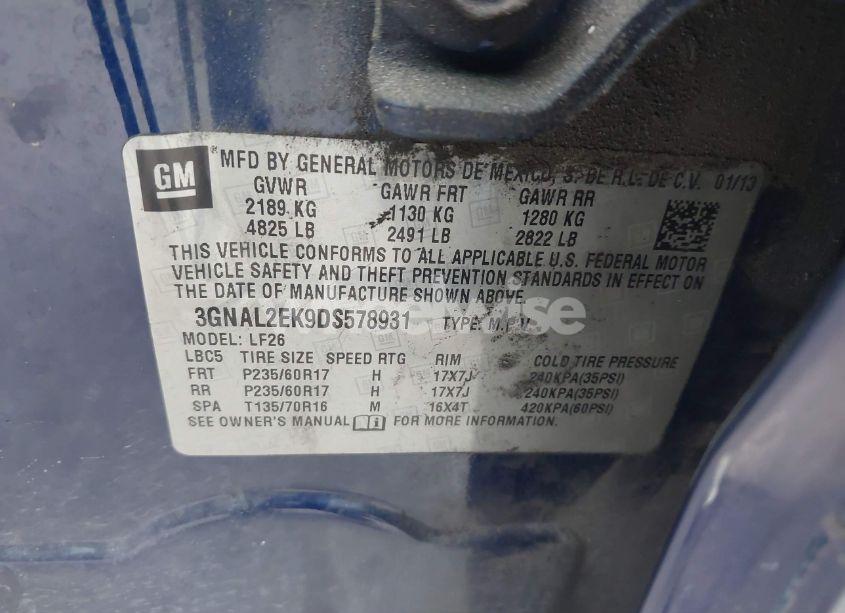 GM
MFD BY GENERAL MOTORS DE MEXICO, S. DE R.L. DE C.V. 01/13
GVWR GAWR FRT GAWR RR
2189 KG 1130 KG 1280 KG
4825 LB 2491 LB 2822 LB
THIS VEHICLE CONFORMS TO ALL APPLICABLE U.S. FEDERAL MOTOR
VEHICLE SAFETY AND THEFT PREVENTION STANDARDS IN EFFECT ON
THE DATE OF MANUFACTURE SHOWN ABOVE.
3GNAL2EK9DS578931 TYPE: M.P.V.
MODEL: LF26
LBC5 TIRE SIZE SPEED RTG RIM COLD TIRE PRESSURE
FRT P235/60R17 H 17X7J 240KPA(35PSI)
RR P235/60R17 H 17X7J 240KPA(35PSI)
SPA T135/70R16 M 16X4T 420KPA(60PSI)
SEE OWNER'S MANUAL FOR MORE INFORMATION.